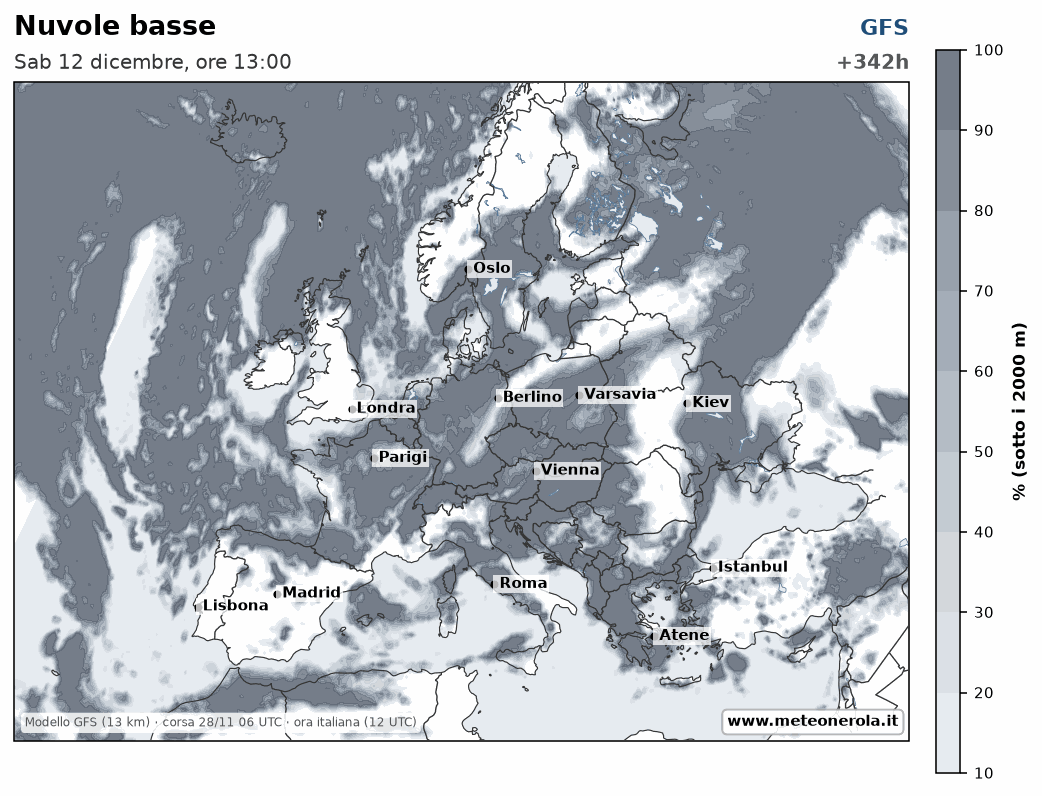 Nuvole basse
GFS
Sab 12 dicembre, ore 13:00
+342h
Oslo
Londra
Berlino
Varsavia
Kiev
Parigi
Vienna
Istanbul
Roma
Madrid
Lisbona
Atene
Modello GFS (13 km) · corsa 28/11 06 UTC · ora italiana (12 UTC)
www.meteonerola.it
100
90
80
70
60
50
40
30
20
10
% (sotto i 2000 m)